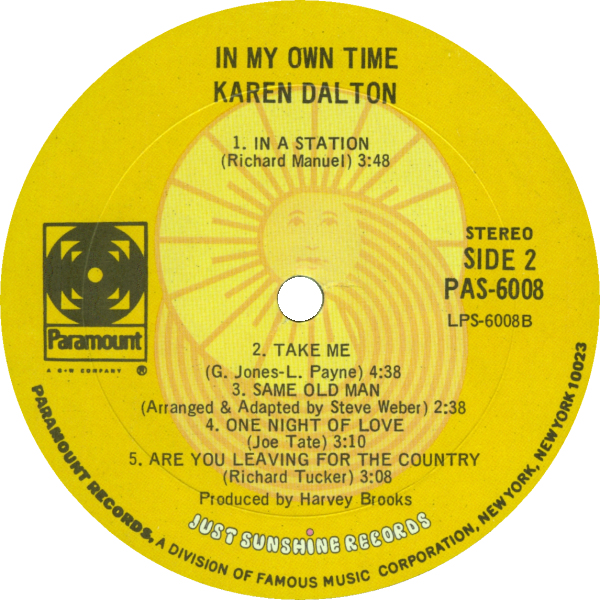 IN MY OWN TIME
KAREN DALTON
1. IN A STATION
(Richard Manuel) 3:48
STEREO
SIDE 2
PAS-6008
LPS-6008B
Paramount
A G+W COMPANY ®
2. TAKE ME
(G. Jones-L. Payne) 4:38
3. SAME OLD MAN
(Arranged & Adapted by Steve Weber) 2:38
4. ONE NIGHT OF LOVE
(Joe Tate) 3:10
5. ARE YOU LEAVING FOR THE COUNTRY
(Richard Tucker) 3:08
Produced by Harvey Brooks
JUST SUNSHINE RECORDS
PARAMOUNT RECORDS, A DIVISION OF FAMOUS MUSIC CORPORATION, NEW YORK, NEW YORK 10023